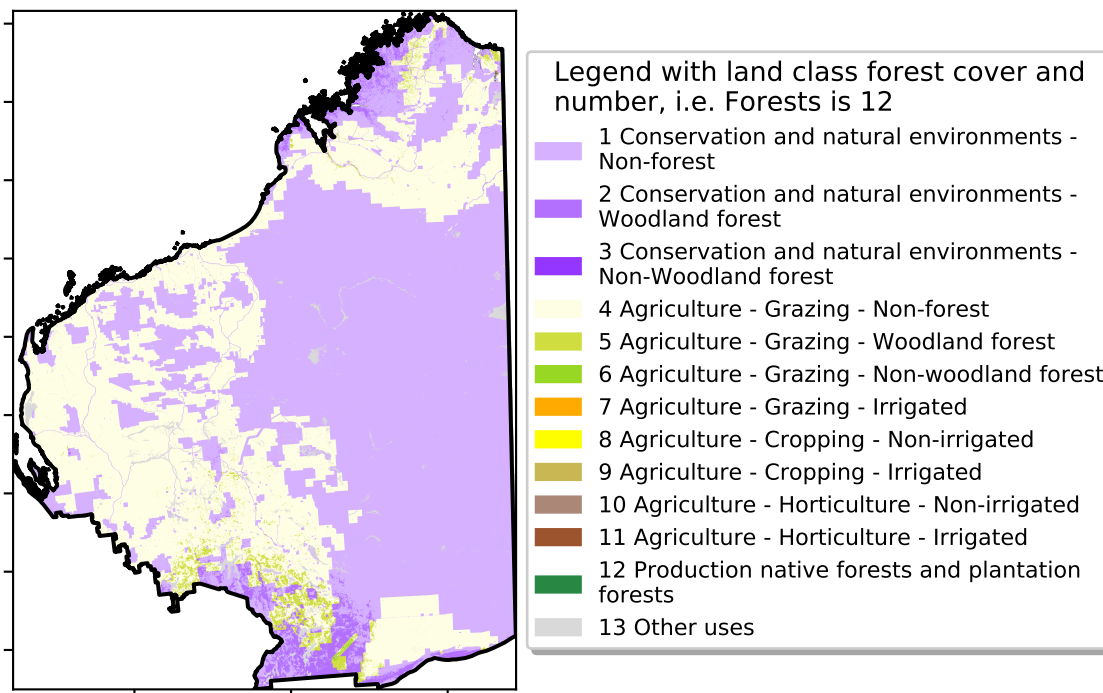 Legend with land class forest cover and
number, i.e. Forests is 12
1 Conservation and natural environments -
Non-forest
2 Conservation and natural environments -
Woodland forest
3 Conservation and natural environments -
Non-Woodland forest
4 Agriculture - Grazing - Non-forest
5 Agriculture - Grazing - Woodland forest
6 Agriculture - Grazing - Non-woodland forest
7 Agriculture - Grazing - Irrigated
8 Agriculture - Cropping - Non-irrigated
9 Agriculture - Cropping - Irrigated
10 Agriculture - Horticulture - Non-irrigated
11 Agriculture - Horticulture - Irrigated
12 Production native forests and plantation
forests
13 Other uses